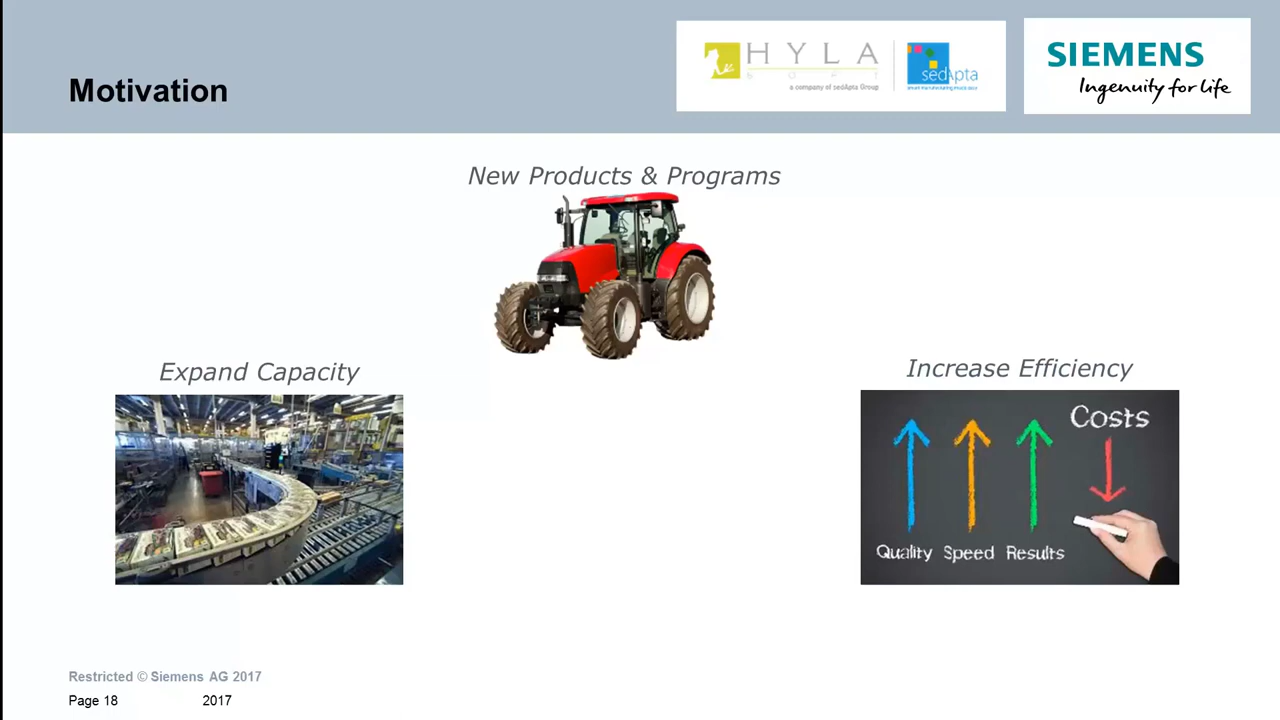 Motivation
HYLA
soft
a company of sedApta Group
sedApta
SIEMENS
Ingenuity for life
New Products & Programs
Expand Capacity
Increase Efficiency
Costs
Quality Speed Results
Restricted © Siemens AG 2017
Page 18 2017